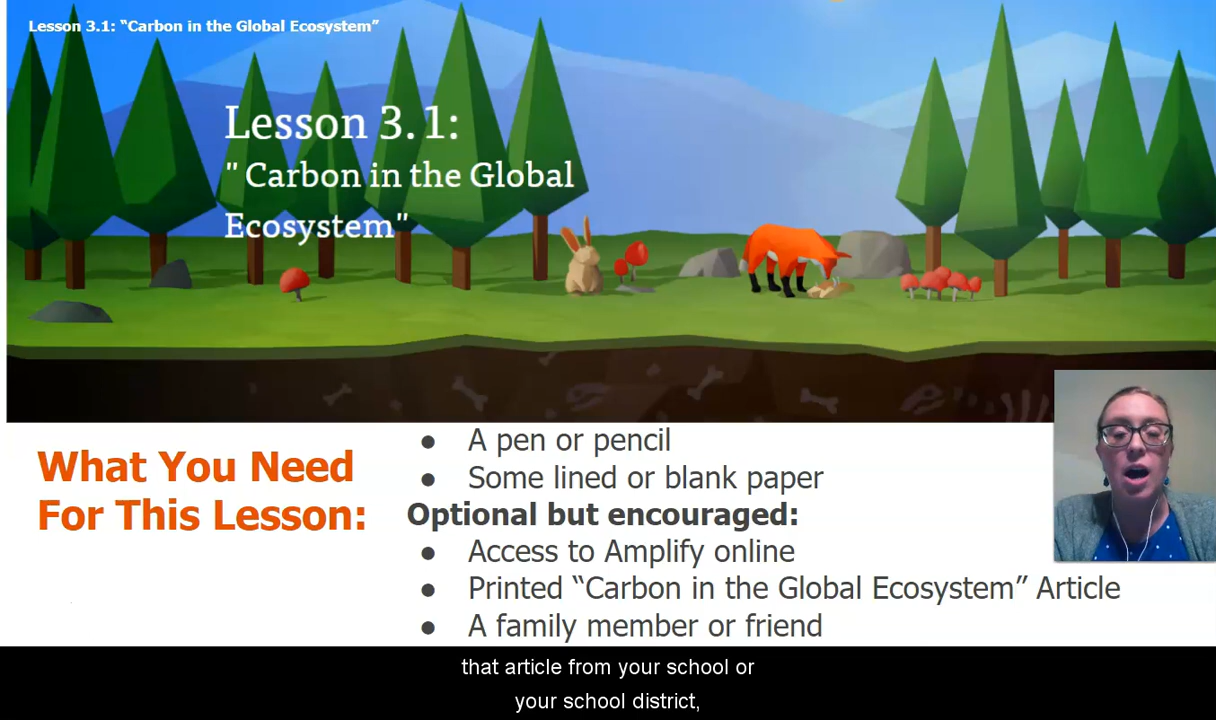 Lesson 3.1: “Carbon in the Global Ecosystem”
Lesson 3.1:
" Carbon in the Global
Ecosystem"
What You Need
For This Lesson:
● A pen or pencil
● Some lined or blank paper
Optional but encouraged:
● Access to Amplify online
● Printed “Carbon in the Global Ecosystem” Article
● A family member or friend
that article from your school or
your school district,